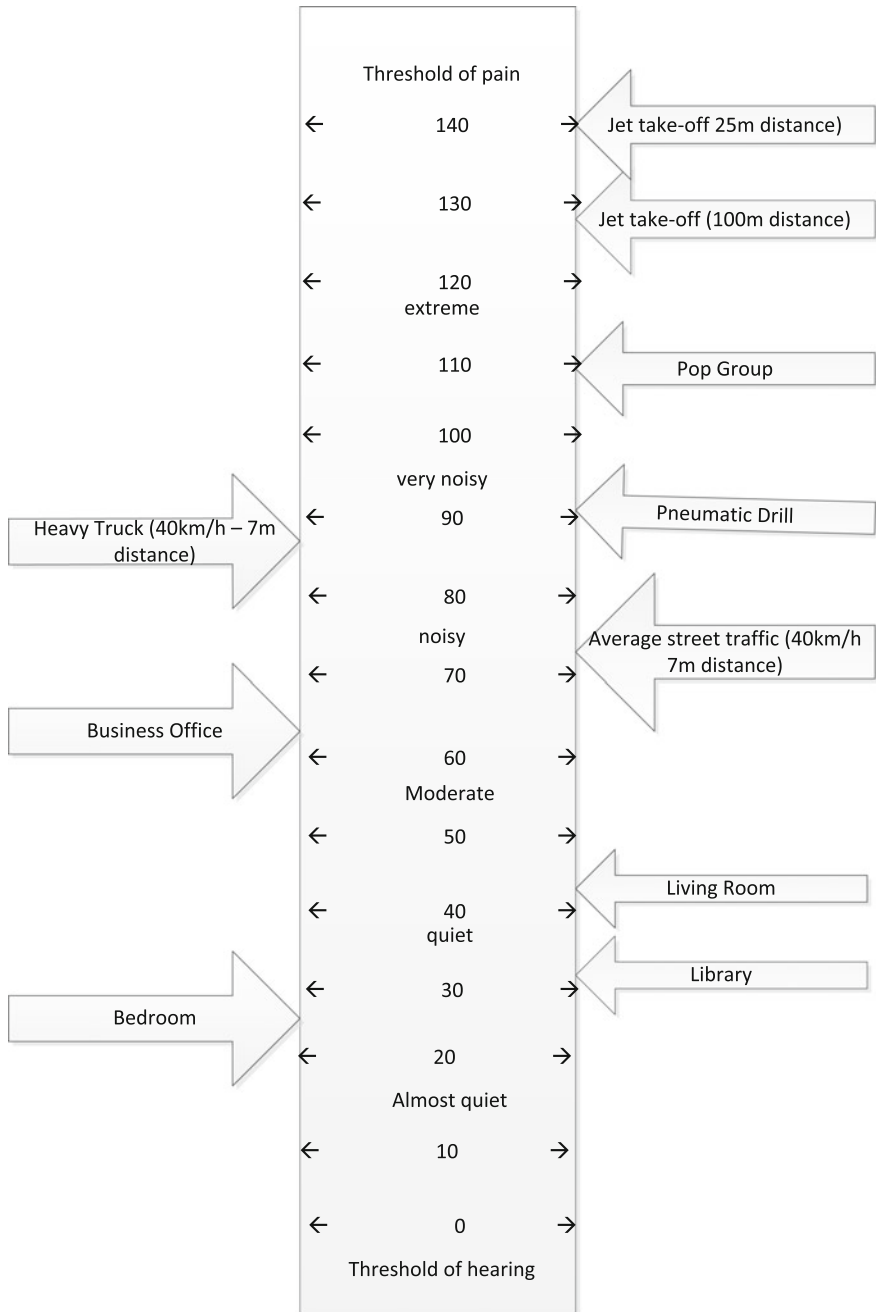 Threshold of pain
140
Jet take-off 25m distance)
130
Jet take-off (100m distance)
120
extreme
110
Pop Group
100
very noisy
90
Pneumatic Drill
Heavy Truck (40km/h – 7m
distance)
80
noisy
Average street traffic (40km/h
7m distance)
70
Business Office
60
Moderate
50
Living Room
40
quiet
Library
30
Bedroom
20
Almost quiet
10
0
Threshold of hearing